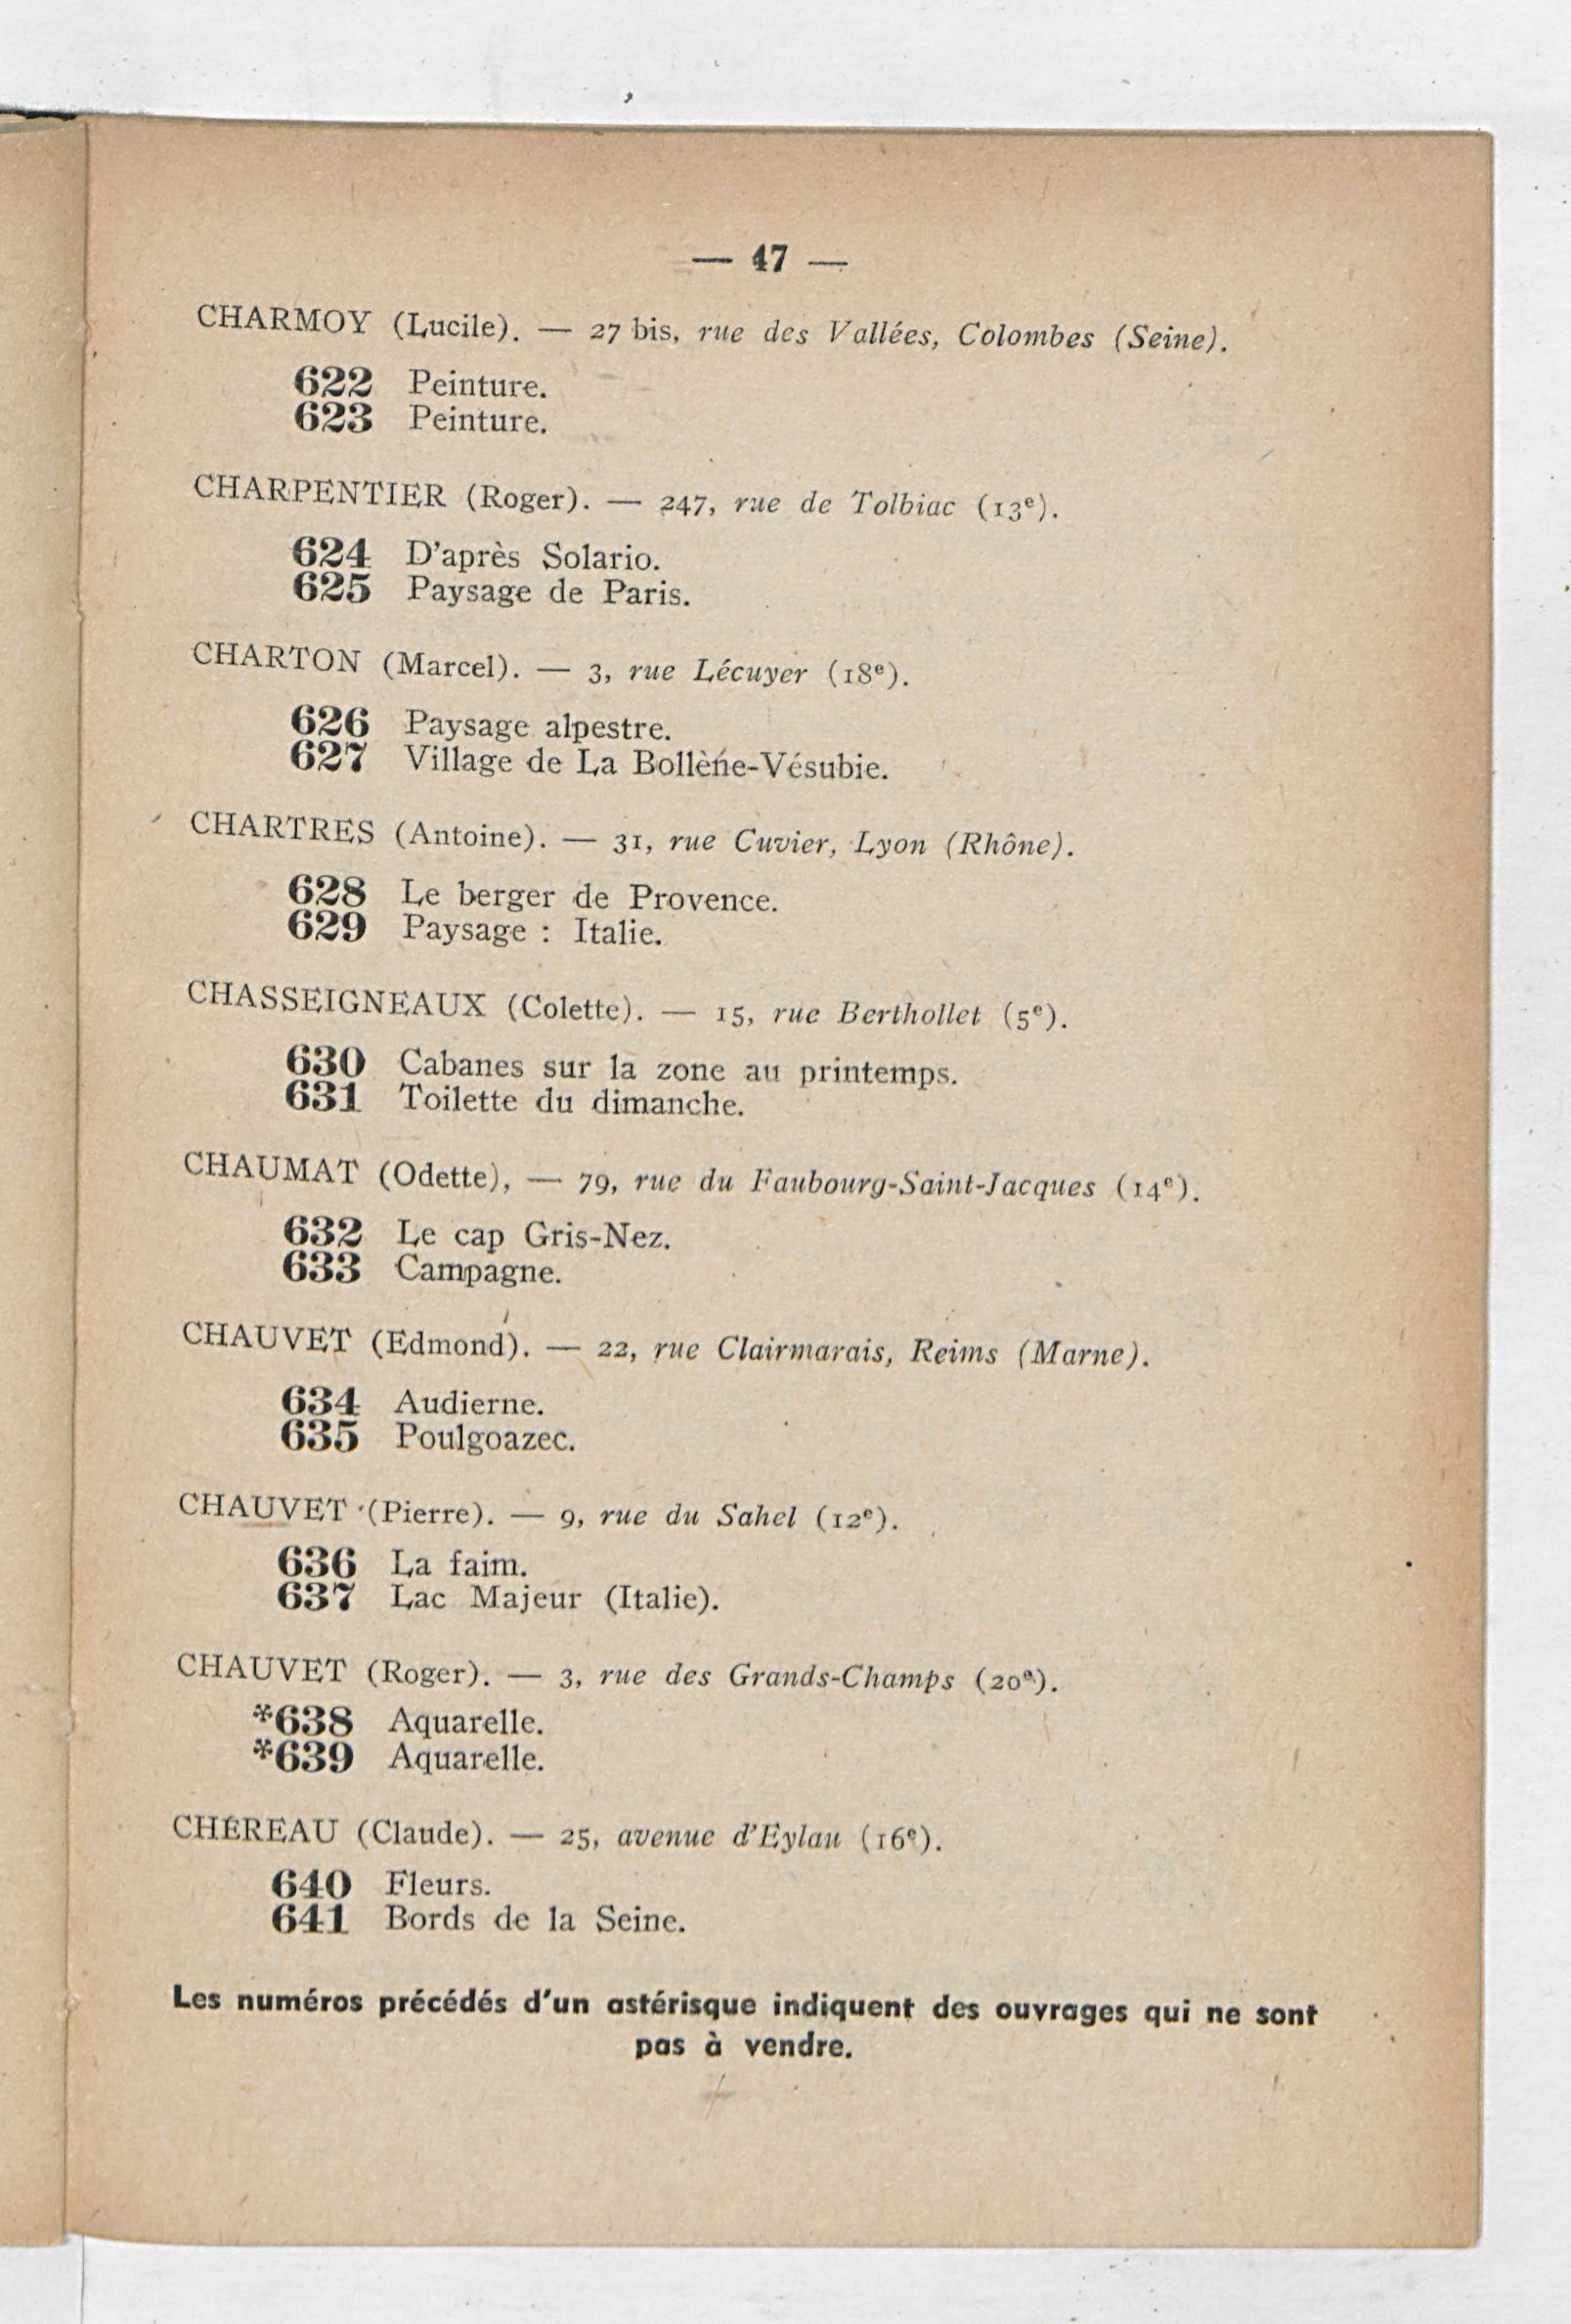 — 47 —
CHARMOY (Lucile). — 27 bis, rue des Vallées, Colombes (Seine).
622 Peinture.
623 Peinture.
CHARPENTIER (Roger). — 247, rue de Tolbiac (13e).
624 D'après Solario.
625 Paysage de Paris.
CHARTON (Marcel). — 3, rue Lécuyer (18e).
626 Paysage alpestre.
627 Village de La Bollène-Vésubie.
CHARTRES (Antoine). — 31, rue Cuvier, Lyon (Rhône).
628 Le berger de Provence.
629 Paysage : Italie.
CHASSEIGNEAUX (Colette). — 15, rue Berthollet (5e).
630 Cabanes sur la zone au printemps.
631 Toilette du dimanche.
CHAUMAT (Odette), — 79, rue du Faubourg-Saint-Jacques (14e).
632 Le cap Gris-Nez.
633 Campagne.
CHAUVET (Edmond). — 22, rue Clairmarais, Reims (Marne).
634 Audierne.
635 Poulgoazec.
CHAUVET (Pierre). — 9, rue du Sahel (12e).
636 La faim.
637 Lac Majeur (Italie).
CHAUVET (Roger). — 3, rue des Grands-Champs (20e).
*638 Aquarelle.
*639 Aquarelle.
CHÉREAU (Claude). — 25, avenue d'Eylau (16e).
640 Fleurs.
641 Bords de la Seine.
Les numéros précédés d'un astérisque indiquent des ouvrages qui ne sont
pas à vendre.